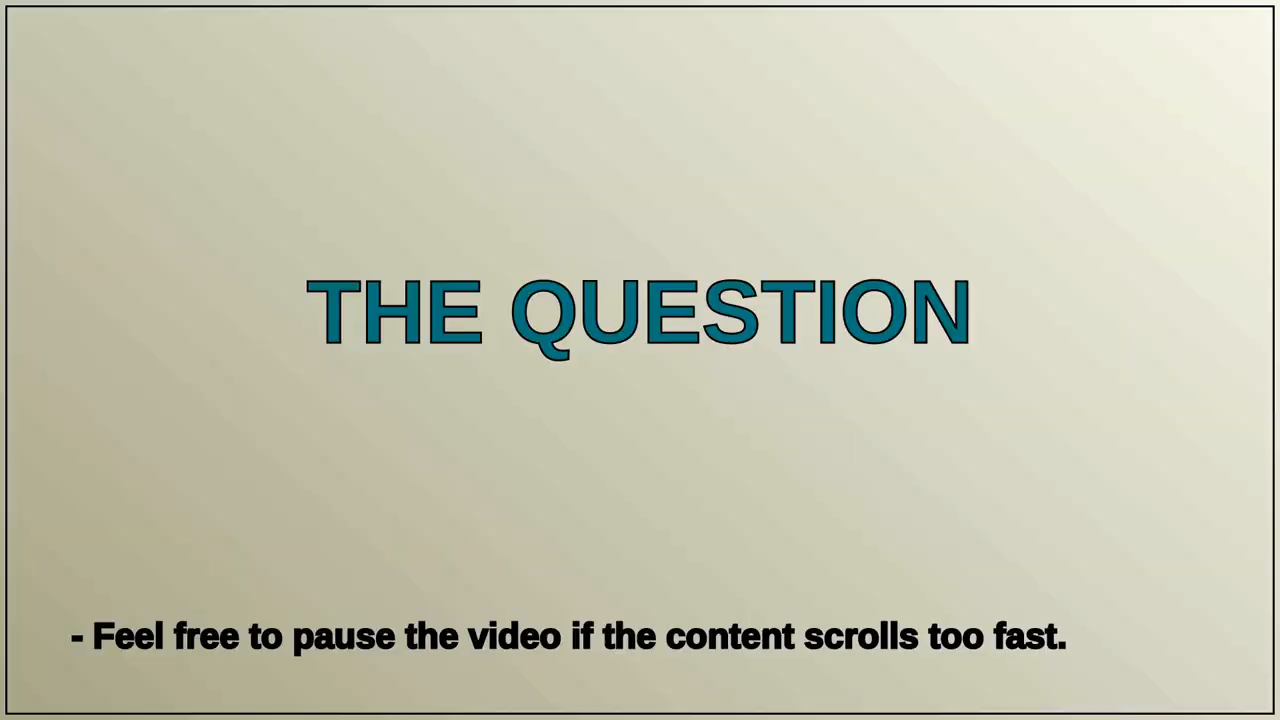 THE QUESTION
- Feel free to pause the video if the content scrolls too fast.